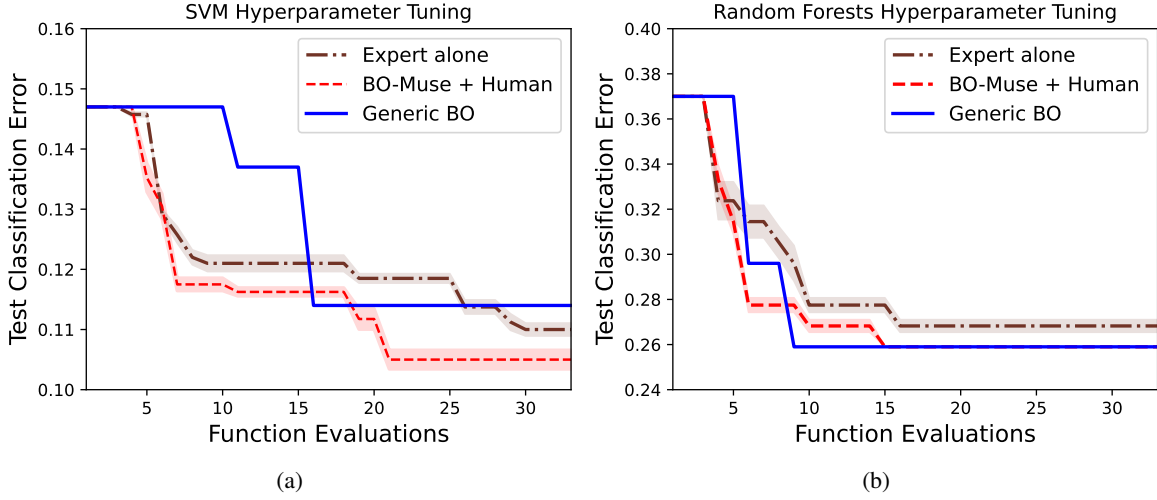 SVM Hyperparameter Tuning
0.16
0.15
0.14
0.13
0.12
0.11
0.10
Test Classification Error
Expert alone
BO-Muse + Human
Generic BO
5
10
15
20
25
30
Function Evaluations
(a)
Random Forests Hyperparameter Tuning
0.40
0.38
0.36
0.34
0.32
0.30
0.28
0.26
0.24
Test Classification Error
Expert alone
BO-Muse + Human
Generic BO
5
10
15
20
25
30
Function Evaluations
(b)